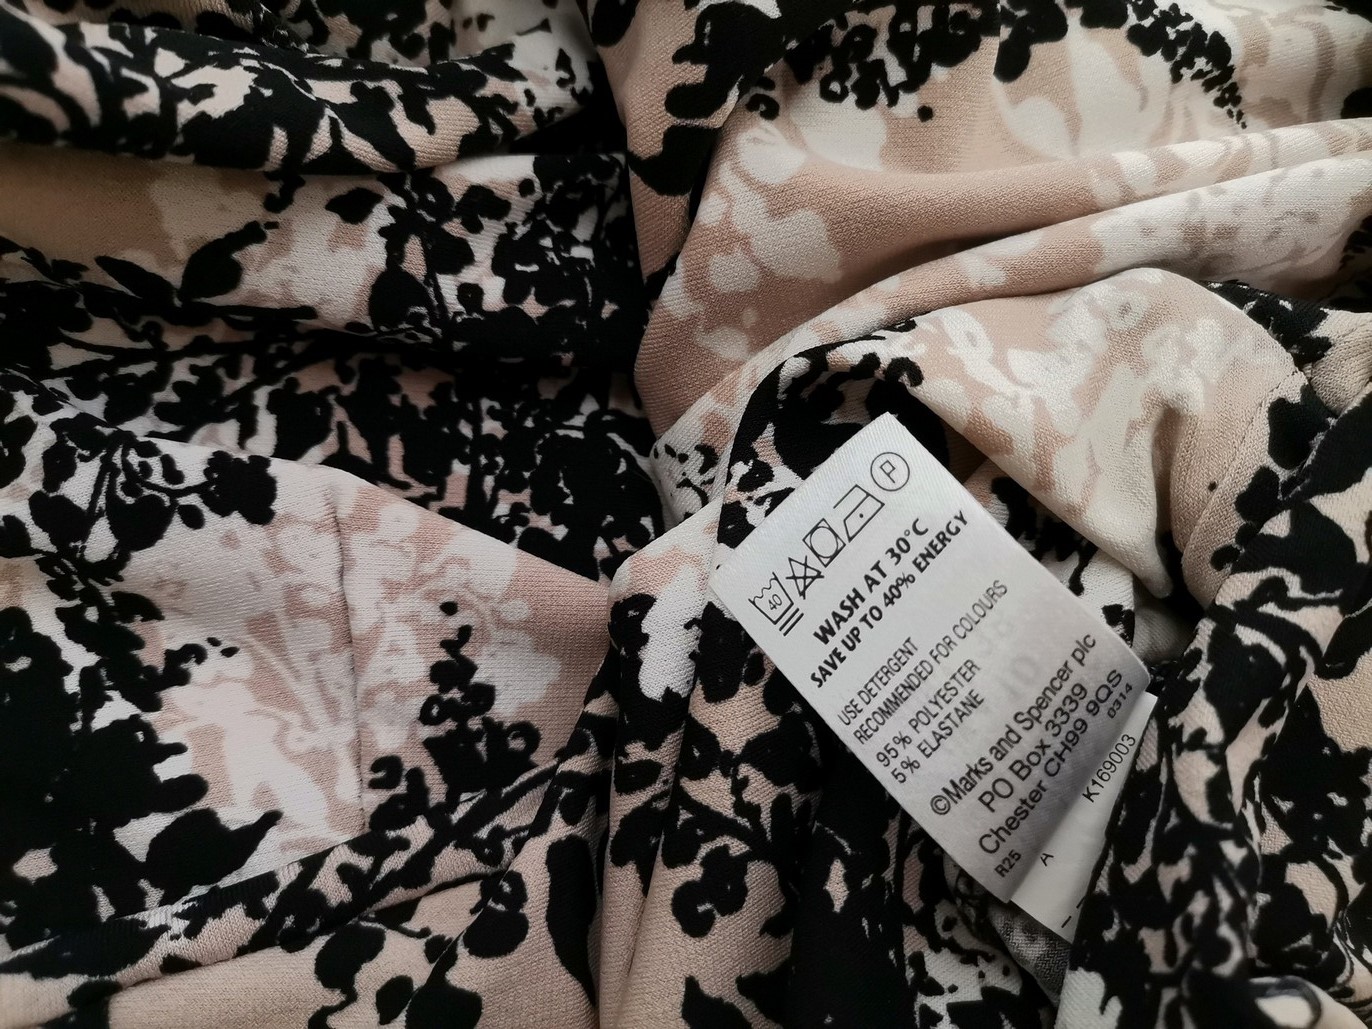 P
40
WASH AT 30°C
SAVE UP TO 40% ENERGY
USE DETERGENT
RECOMMENDED FOR COLOURS
95% POLYESTER
5% ELASTANE
©Marks and Spencer plc
PO Box 3339
Chester CH99 9QS
R25 0314
K169003
A